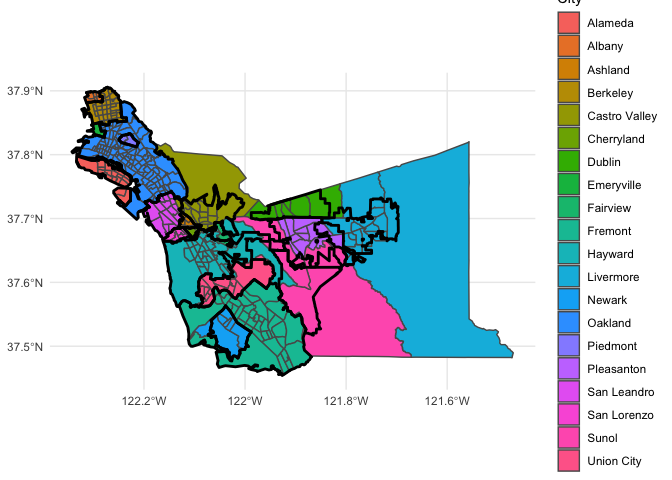 City
Alameda
Albany
Ashland
Berkeley
Castro Valley
Cherryland
Dublin
Emeryville
Fairview
Fremont
Hayward
Livermore
Newark
Oakland
Piedmont
Pleasanton
San Leandro
San Lorenzo
Sunol
Union City
37.9°N
37.8°N
37.7°N
37.6°N
37.5°N
122.2°W 122°W 121.8°W 121.6°W